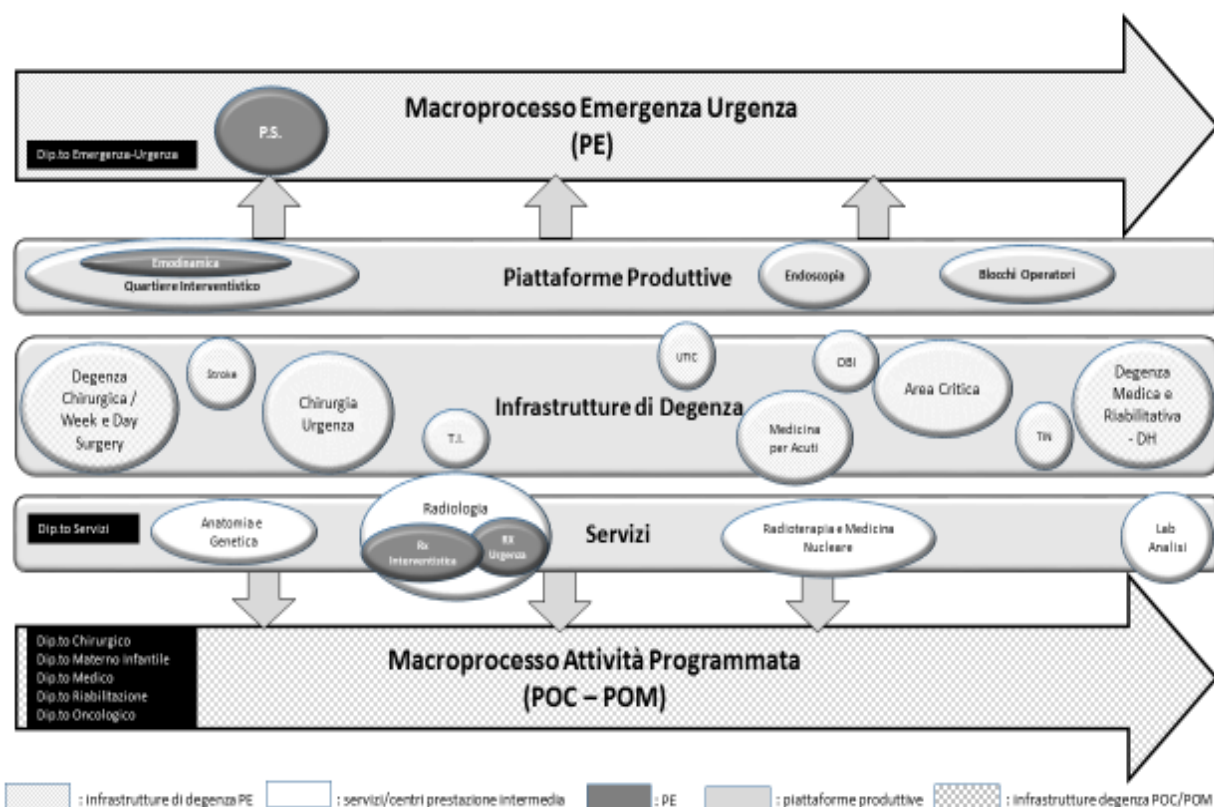 Macroprocesso Emergenza Urgenza
(PE)
P.S.
Dip.to Emergenza-Urgenza
Emodinamica
Quartiere Interventistico
Piattaforme Produttive
Endoscopia
Blocchi Operatori
Degenza
Chirurgica /
Week e Day
Surgery
Stroke
Chirurgia
Urgenza
T.I.
Infrastrutture di Degenza
UTIC
Medicina
per Acuti
OBI
Area Critica
TIN
Degenza
Medica e
Riabilitativa
- DH
Dip.to Servizi
Anatomia e
Genetica
Radiologia
Rx
Interventistica
RX
Urgenza
Servizi
Radioterapia e Medicina
Nucleare
Lab
Analisi
Dip.to Chirurgico
Dip.to Materno Infantile
Dip.to Medico
Dip.to Riabilitazione
Dip.to Oncologico
Macroprocesso Attività Programmata
(POC – POM)
: infrastrutture di degenza PE
: servizi/centri prestazione intermedia
: PE
: piattaforme produttive
: infrastrutture degenza POC/POM